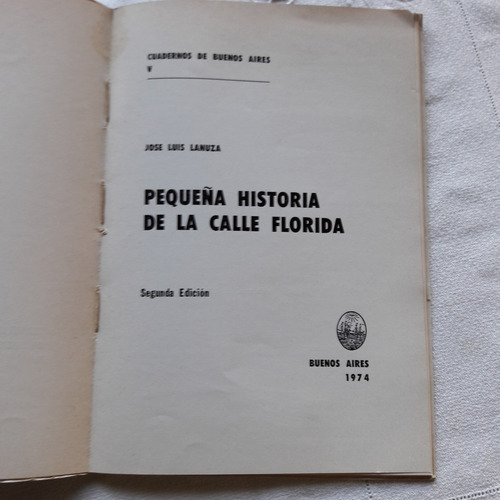 CUADERNOS DE BUENOS AIRES
V
JOSE LUIS LANUZA
PEQUEÑA HISTORIA
DE LA CALLE FLORIDA
Segunda Edición
BUENOS AIRES
1974